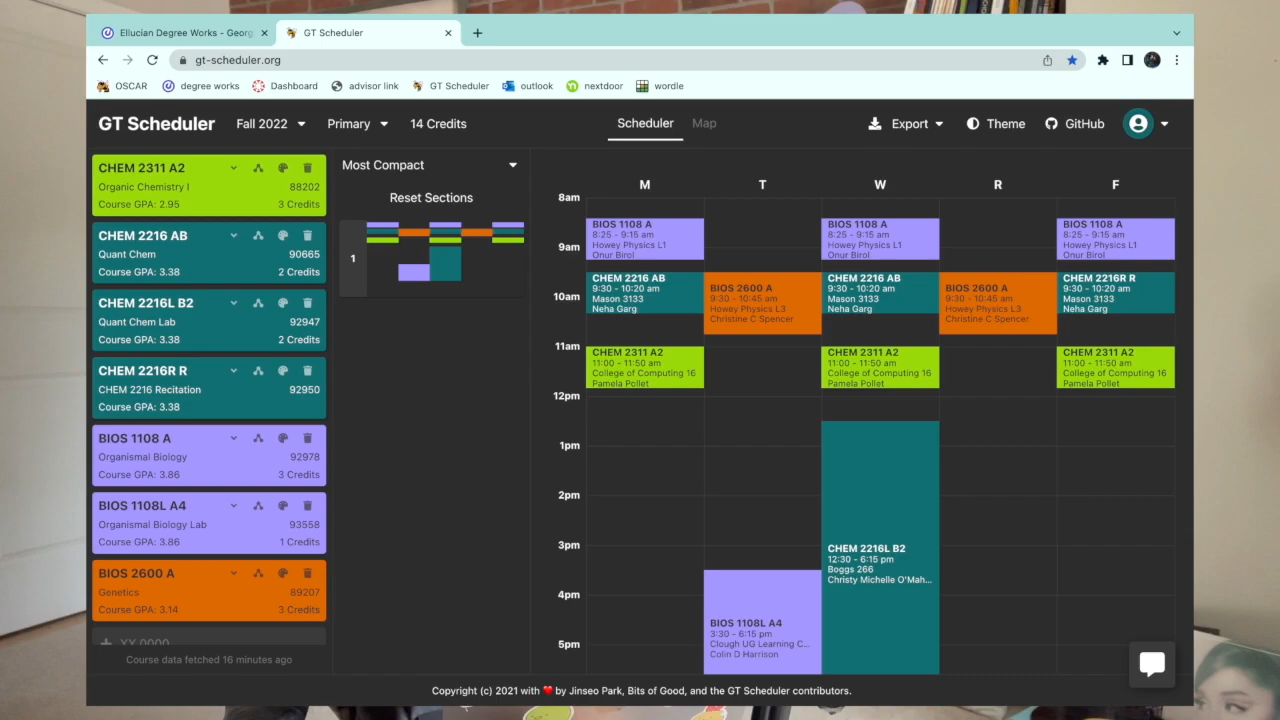 Ellucian Degree Works - Georg
GT Scheduler
gt-scheduler.org
OSCAR
degree works
Dashboard
advisor link
GT Scheduler
outlook
nextdoor
wordle
GT Scheduler
Fall 2022
Primary
14 Credits
Scheduler
Map
Export
Theme
GitHub
CHEM 2311 A2
Organic Chemistry I 88202
Course GPA: 2.95 3 Credits
CHEM 2216 AB
Quant Chem 90665
Course GPA: 3.38 2 Credits
CHEM 2216L B2
Quant Chem Lab 92947
Course GPA: 3.38 2 Credits
CHEM 2216R R
CHEM 2216 Recitation 92950
Course GPA: 3.38
BIOS 1108 A
Organismal Biology 92978
Course GPA: 3.86 3 Credits
BIOS 1108L A4
Organismal Biology Lab 93558
Course GPA: 3.86 1 Credits
BIOS 2600 A
Genetics 89207
Course GPA: 3.14 3 Credits
XX 0000
Course data fetched 16 minutes ago
Most Compact
Reset Sections
1
M T W R F
8am
9am
10am
11am
12pm
1pm
2pm
3pm
4pm
5pm
BIOS 1108 A
8:25 - 9:15 am
Howey Physics L1
Onur Birol
CHEM 2216 AB
9:30 - 10:20 am
Mason 3133
Neha Garg
CHEM 2311 A2
11:00 - 11:50 am
College of Computing 16
Pamela Pollet
BIOS 2600 A
9:30 - 10:45 am
Howey Physics L3
Christine C Spencer
BIOS 1108L A4
3:30 - 6:15 pm
Clough UG Learning C...
Colin D Harrison
BIOS 1108 A
8:25 - 9:15 am
Howey Physics L1
Onur Birol
CHEM 2216 AB
9:30 - 10:20 am
Mason 3133
Neha Garg
CHEM 2311 A2
11:00 - 11:50 am
College of Computing 16
Pamela Pollet
CHEM 2216L B2
12:30 - 6:15 pm
Boggs 266
Christy Michelle O'Mah...
BIOS 2600 A
9:30 - 10:45 am
Howey Physics L3
Christine C Spencer
BIOS 1108 A
8:25 - 9:15 am
Howey Physics L1
Onur Birol
CHEM 2216R R
9:30 - 10:20 am
Mason 3133
Neha Garg
CHEM 2311 A2
11:00 - 11:50 am
College of Computing 16
Pamela Pollet
Copyright (c) 2021 with ❤️ by Jinseo Park, Bits of Good, and the GT Scheduler contributors.